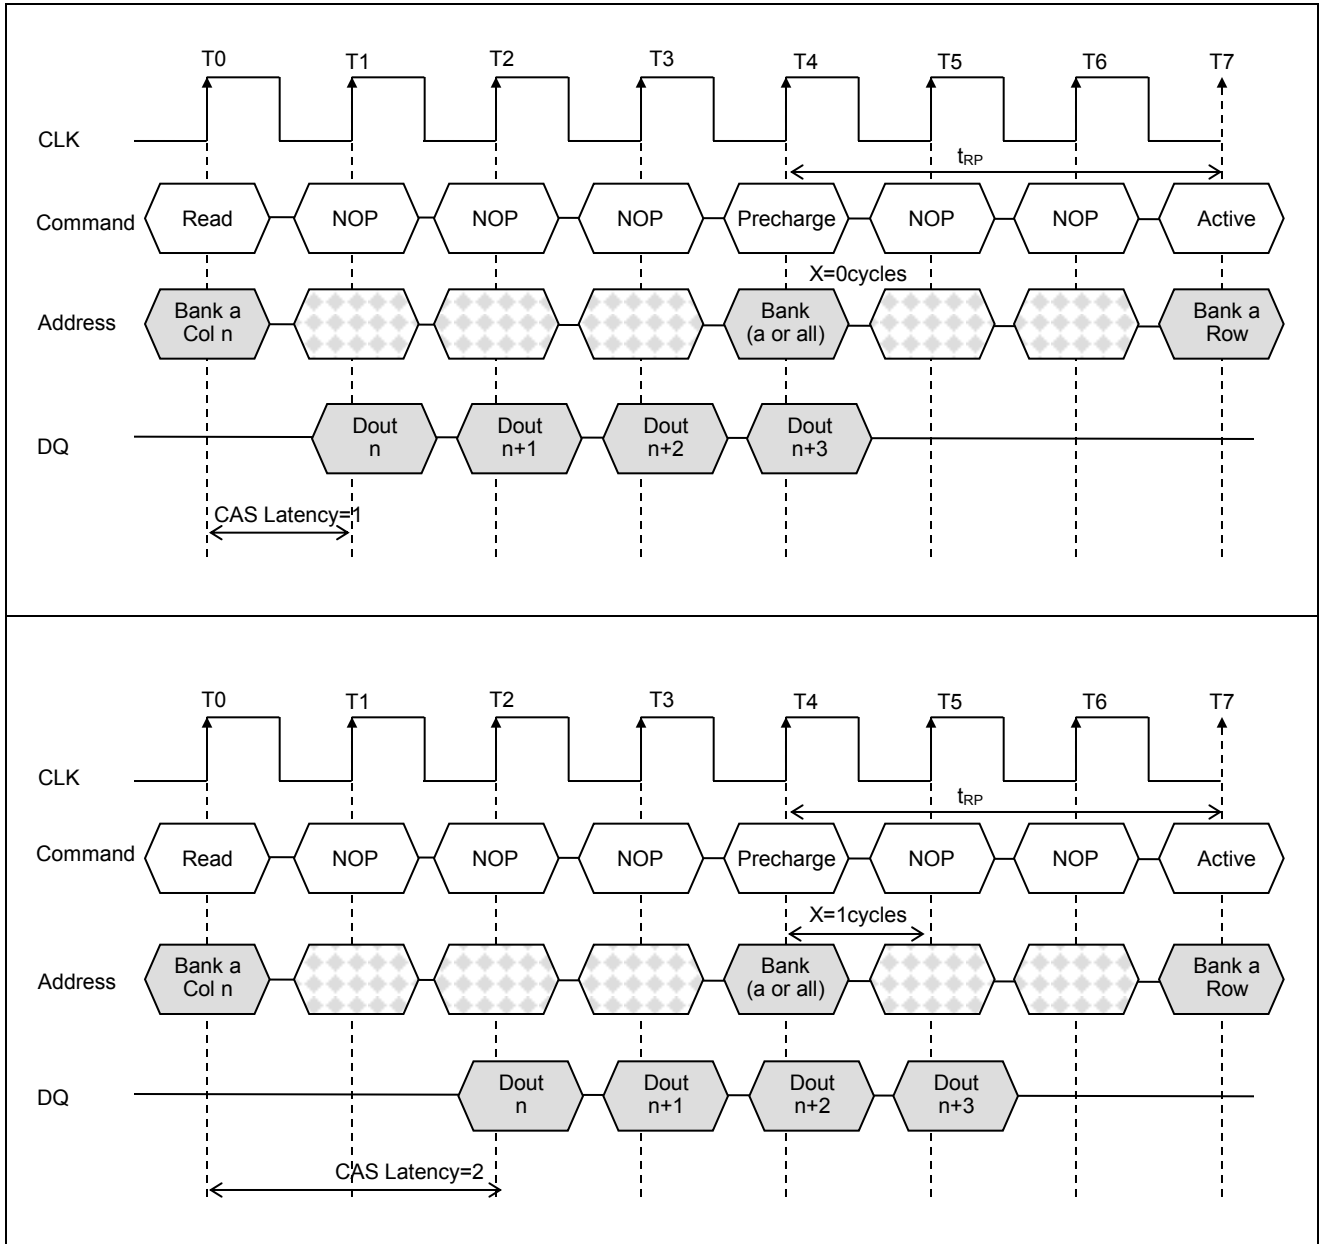 T0 T1 T2 T3 T4 T5 T6 T7
CLK
tRP
Command Read NOP NOP NOP Precharge NOP NOP Active
X=0cycles
Address Bank a Bank Bank a
Col n (a or all) Row
DQ Dout Dout Dout Dout
n n+1 n+2 n+3
CAS Latency=1
T0 T1 T2 T3 T4 T5 T6 T7
CLK
tRP
Command Read NOP NOP NOP Precharge NOP NOP Active
X=1cycles
Address Bank a Bank Bank a
Col n (a or all) Row
DQ Dout Dout Dout Dout
n n+1 n+2 n+3
CAS Latency=2